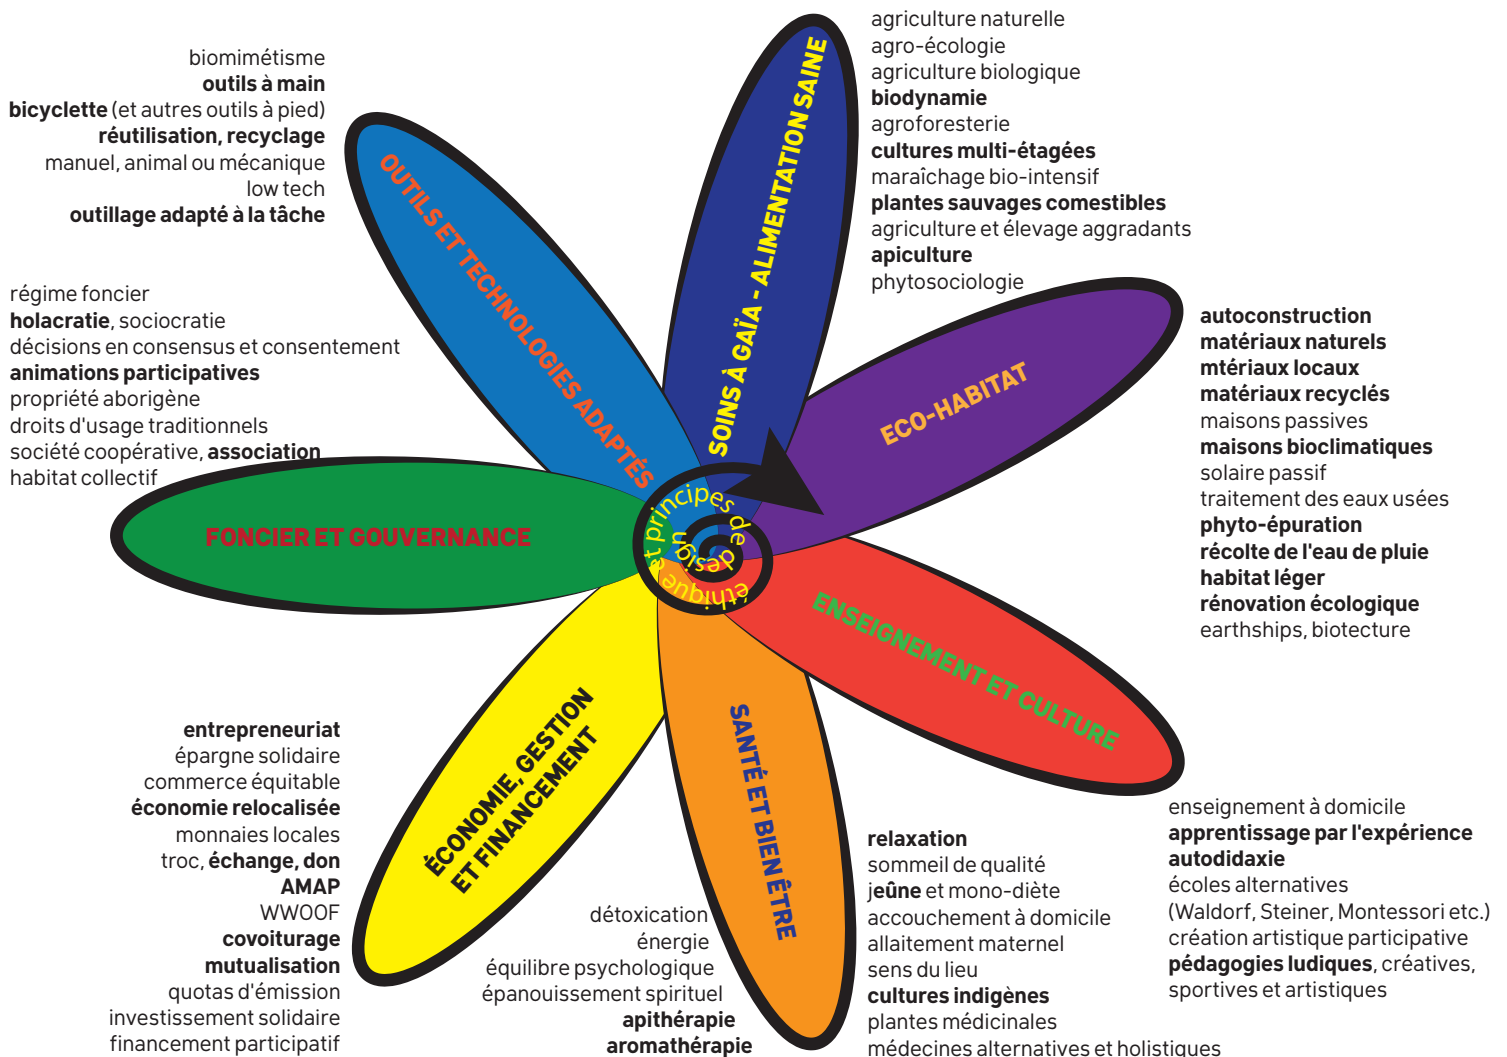 biomimétisme
outils à main
bicyclette (et autres outils à pied)
réutilisation, recyclage
manuel, animal ou mécanique
low tech
outillage adapté à la tâche
OUTILS ET TECHNOLOGIES ADAPTÉS
agriculture naturelle
agro-écologie
agriculture biologique
biodynamie
agroforesterie
cultures multi-étagées
maraîchage bio-intensif
plantes sauvages comestibles
agriculture et élevage aggradants
apiculture
phytosociologie
SOINS À GAÏA - ALIMENTATION SAINE
autoconstruction
matériaux naturels
mtériaux locaux
matériaux recyclés
maisons passives
maisons bioclimatiques
solaire passif
traitement des eaux usées
phyto-épuration
récolte de l'eau de pluie
habitat léger
rénovation écologique
earthships, biotecture
ECO-HABITAT
régime foncier
holacratie, sociocratie
décisions en consensus et consentement
animations participatives
propriété aborigène
droits d'usage traditionnels
société coopérative, association
habitat collectif
FONCIER ET GOUVERNANCE
éthique et principes de design
ENSEIGNEMENT ET CULTURE
enseignement à domicile
apprentissage par l'expérience
autodidaxie
écoles alternatives
(Waldorf, Steiner, Montessori etc.)
création artistique participative
pédagogies ludiques, créatives,
sportives et artistiques
ÉCONOMIE, GESTION
ET FINANCEMENT
entrepreneuriat
épargne solidaire
commerce équitable
économie relocalisée
monnaies locales
troc, échange, don
AMAP
WWOOF
covoiturage
mutualisation
quotas d'émission
investissement solidaire
financement participatif
SANTÉ ET BIEN ÊTRE
détoxication
énergie
équilibre psychologique
épanouissement spirituel
apithérapie
aromathérapie
relaxation
sommeil de qualité
jeûne et mono-diète
accouchement à domicile
allaitement maternel
sens du lieu
cultures indigènes
plantes médicinales
médecines alternatives et holistiques